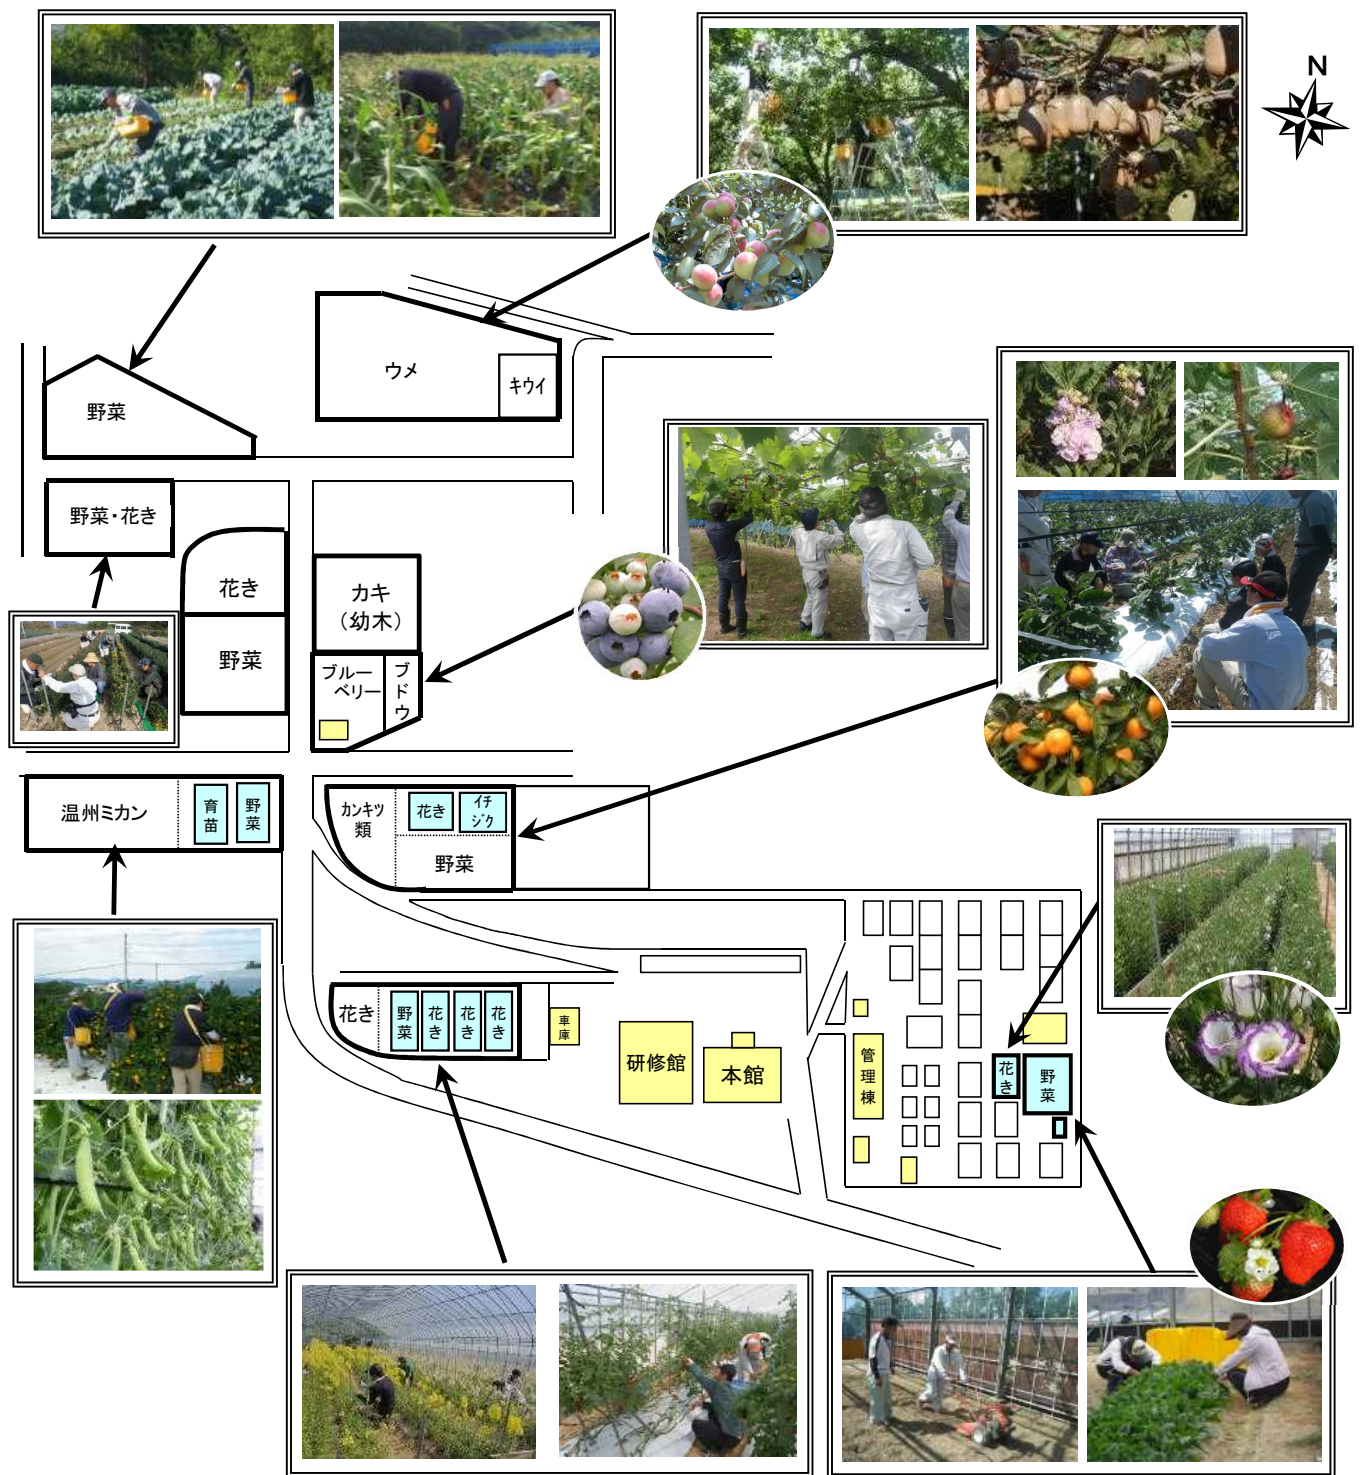 N
ウメ
キウイ
野菜
野菜・花き
花き
野菜
カキ
（幼木）
ブルー
ベリー
ブドウ
温州ミカン
育苗
野菜
カンキツ
類
花き
イチ
ジク
野菜
花き
野菜
花き
花き
花き
車庫
研修館
本館
管理棟
花き
野菜